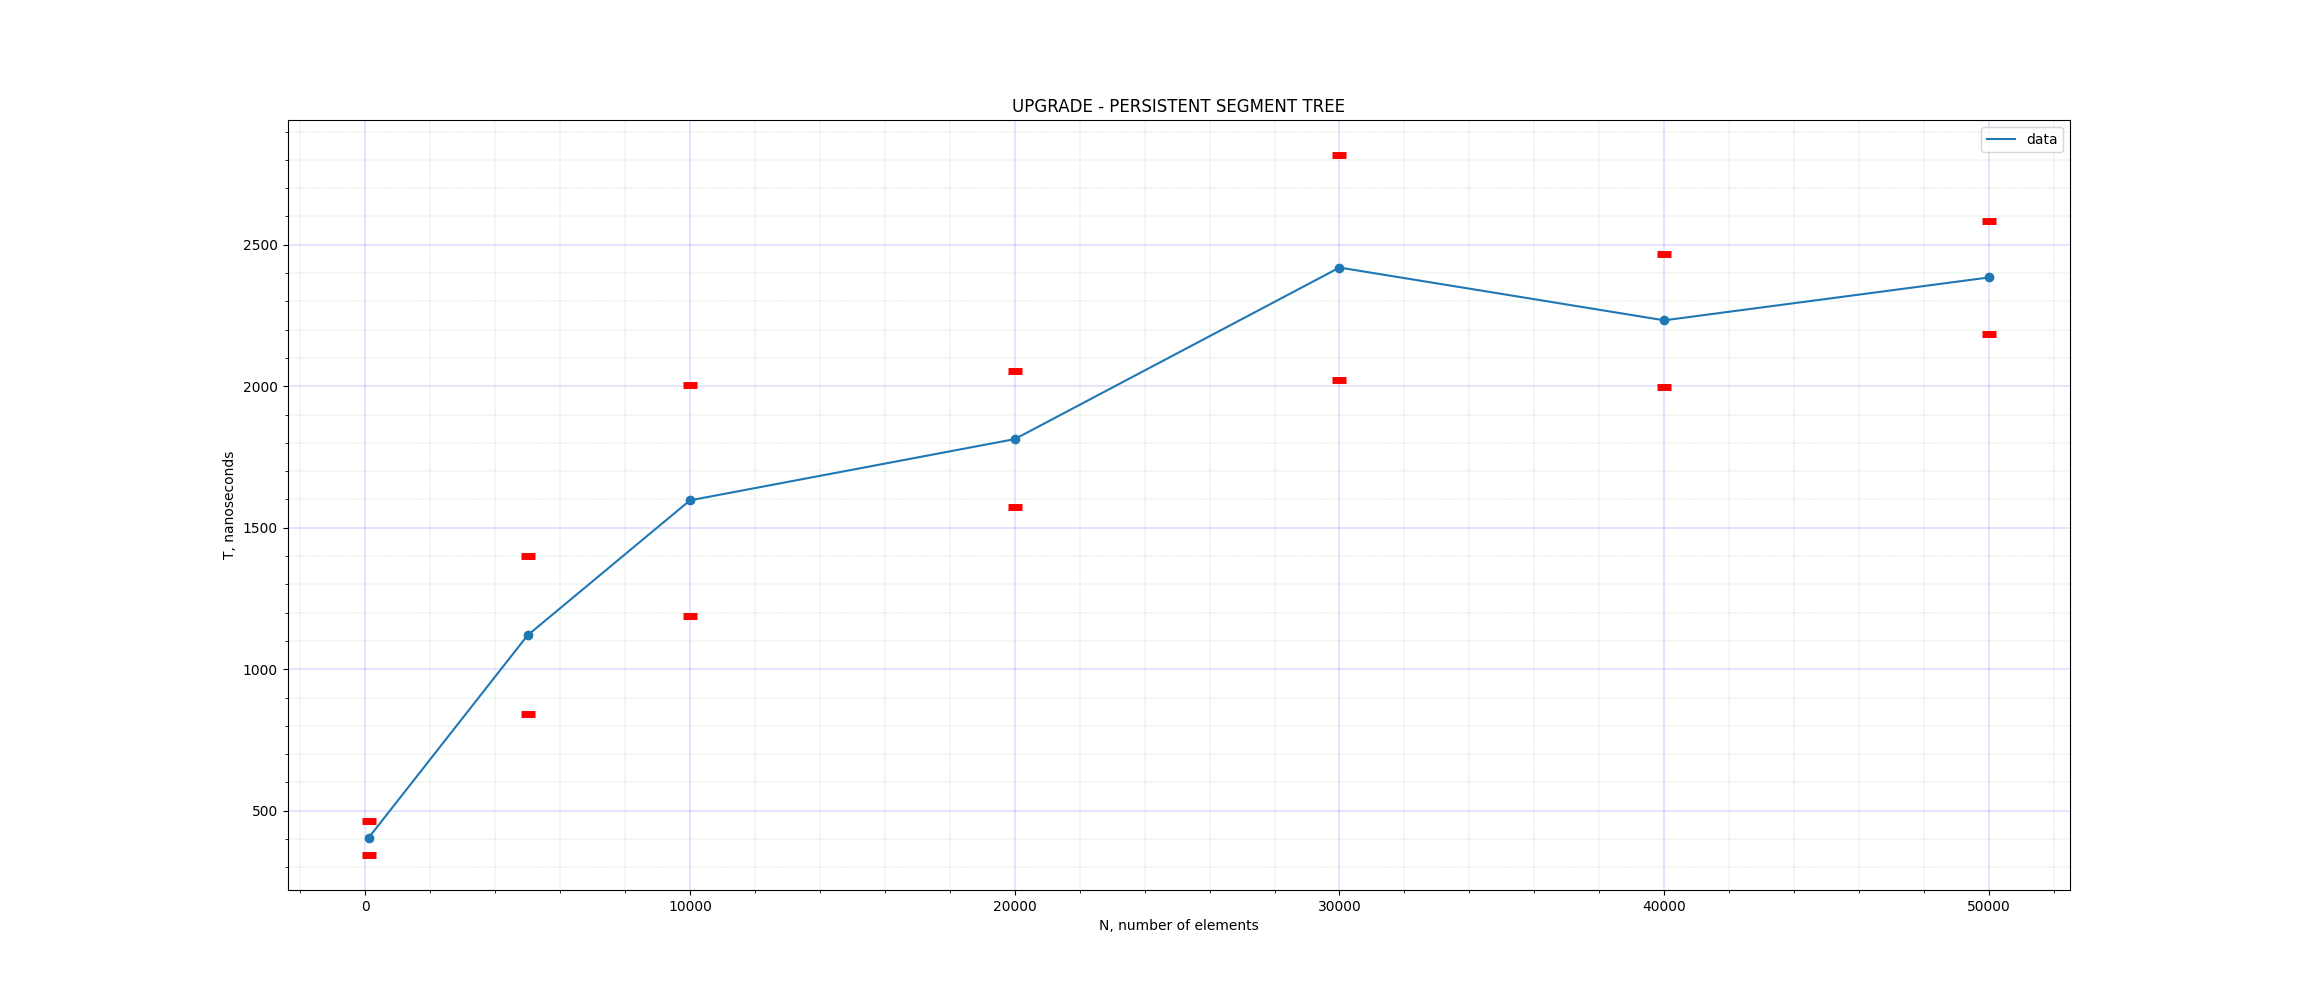 UPGRADE - PERSISTENT SEGMENT TREE
data
2500
2000
1500
1000
500
T, nanoseconds
0 10000 20000 30000 40000 50000
N, number of elements